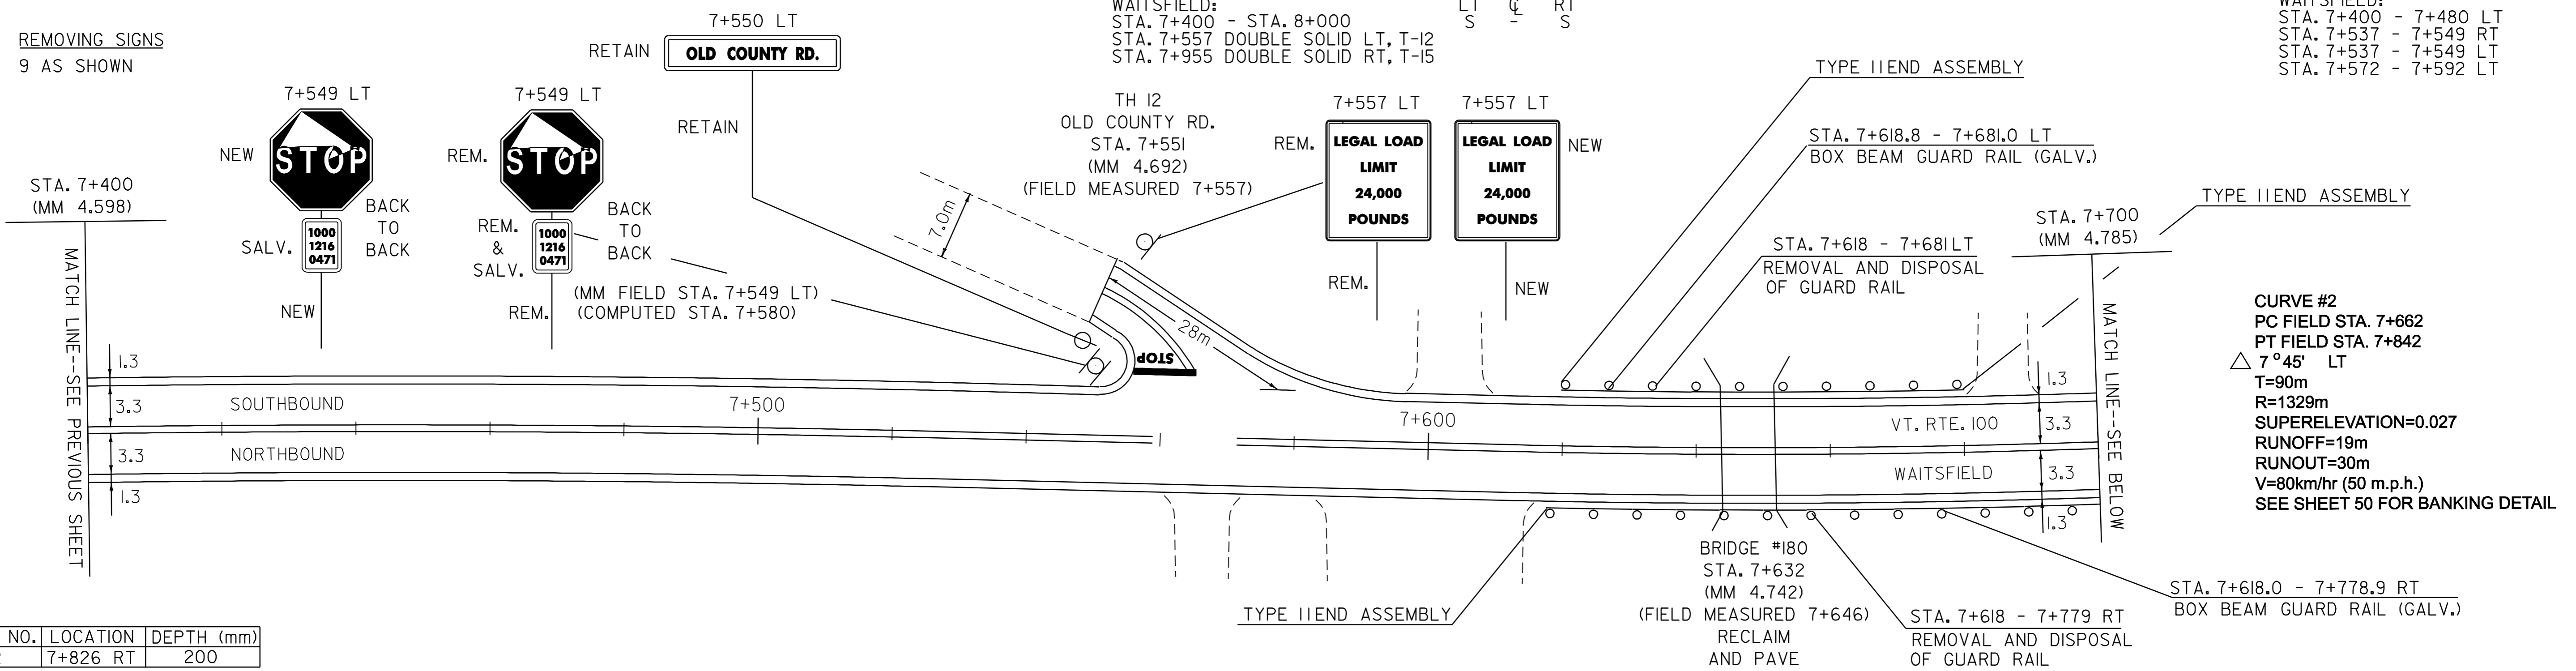 REMOVING SIGNS
9 AS SHOWN
STA. 7+400
(MM 4.598)
MATCH LINE--SEE PREVIOUS SHEET
7+549 LT
NEW
STOP
SALV.
1000
1216
0471
BACK
TO
BACK
NEW
7+549 LT
REM.
STOP
REM.
&
SALV.
1000
1216
0471
BACK
TO
BACK
REM.
7+550 LT
RETAIN
OLD COUNTY RD.
RETAIN
(MM FIELD STA. 7+549 LT)
(COMPUTED STA. 7+580)
WAITSFIELD:
LT ℄ RT
STA. 7+400 - STA. 8+000 S - S
STA. 7+557 DOUBLE SOLID LT, T-12
STA. 7+955 DOUBLE SOLID RT, T-15
TH 12
OLD COUNTY RD.
STA. 7+551
(MM 4.692)
(FIELD MEASURED 7+557)
7.0m
28m
STOP
7+557 LT
REM.
LEGAL LOAD
LIMIT
24,000
POUNDS
REM.
7+557 LT
LEGAL LOAD
LIMIT
24,000
POUNDS
NEW
NEW
TYPE II END ASSEMBLY
STA. 7+618.8 - 7+681.0 LT
BOX BEAM GUARD RAIL (GALV.)
STA. 7+618 - 7+681 LT
REMOVAL AND DISPOSAL
OF GUARD RAIL
TYPE II END ASSEMBLY
STA. 7+700
(MM 4.785)
MATCH LINE--SEE BELOW
WAITSFIELD:
STA. 7+400 - 7+480 LT
STA. 7+537 - 7+549 RT
STA. 7+537 - 7+549 LT
STA. 7+572 - 7+592 LT
CURVE #2
PC FIELD STA. 7+662
PT FIELD STA. 7+842
△ 7°45' LT
T=90m
R=1329m
SUPERELEVATION=0.027
RUNOFF=19m
RUNOUT=30m
V=80km/hr (50 m.p.h.)
SEE SHEET 50 FOR BANKING DETAIL
1.3
3.3
3.3
1.3
SOUTHBOUND
NORTHBOUND
7+500
7+600
VT. RTE. 100
WAITSFIELD
1.3
3.3
3.3
1.3
TYPE II END ASSEMBLY
BRIDGE #180
STA. 7+632
(MM 4.742)
(FIELD MEASURED 7+646)
RECLAIM
AND PAVE
STA. 7+618 - 7+779 RT
REMOVAL AND DISPOSAL
OF GUARD RAIL
STA. 7+618.0 - 7+778.9 RT
BOX BEAM GUARD RAIL (GALV.)
NO. LOCATION DEPTH (mm)
7+826 RT 200